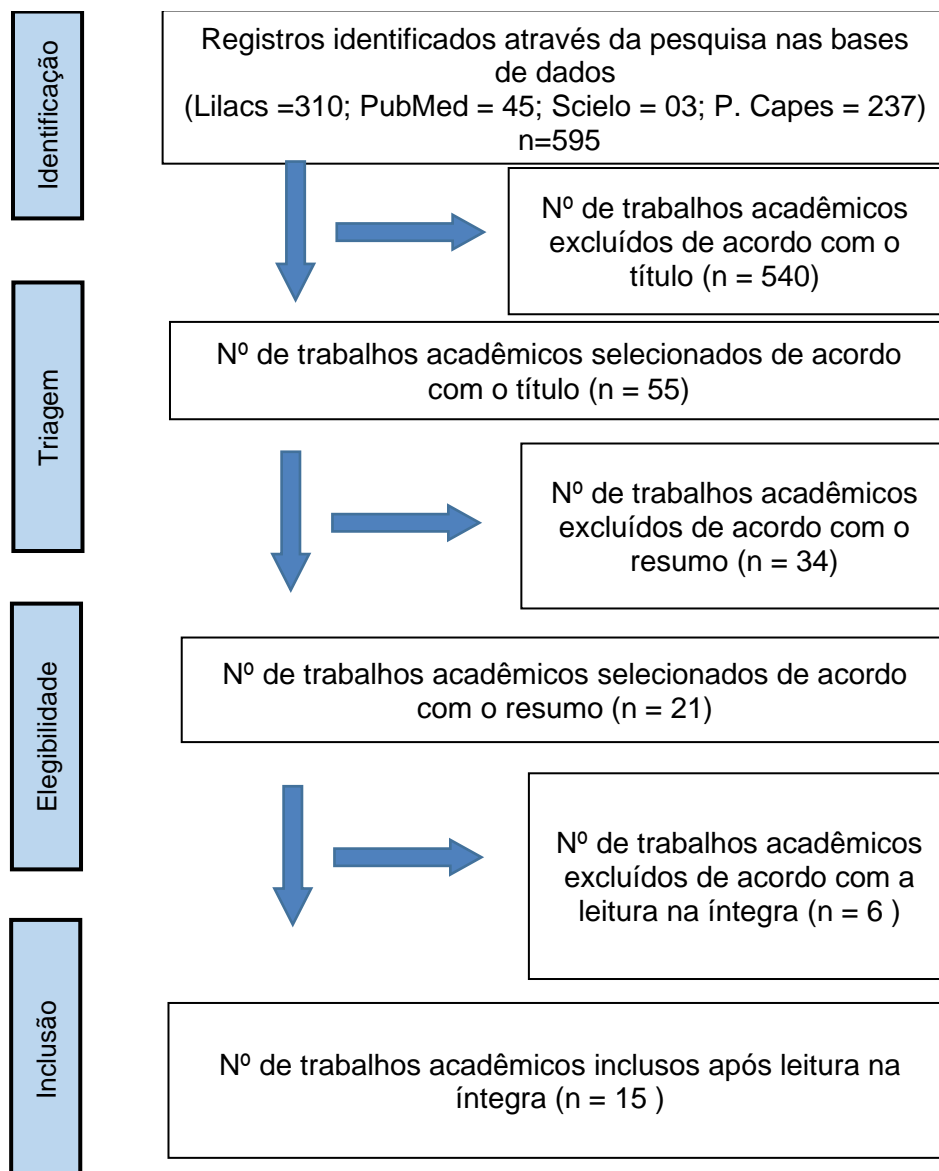 Identificação
Registros identificados através da pesquisa nas bases
de dados
(Lilacs =310; PubMed = 45; Scielo = 03; P. Capes = 237)
n=595
Nº de trabalhos acadêmicos
excluídos de acordo com o
título (n = 540)
Triagem
Nº de trabalhos acadêmicos selecionados de acordo
com o título (n = 55)
Nº de trabalhos acadêmicos
excluídos de acordo com o
resumo (n = 34)
Elegibilidade
Nº de trabalhos acadêmicos selecionados de acordo
com o resumo (n = 21)
Nº de trabalhos acadêmicos
excluídos de acordo com a
leitura na íntegra (n = 6 )
Inclusão
Nº de trabalhos acadêmicos inclusos após leitura na
íntegra (n = 15 )